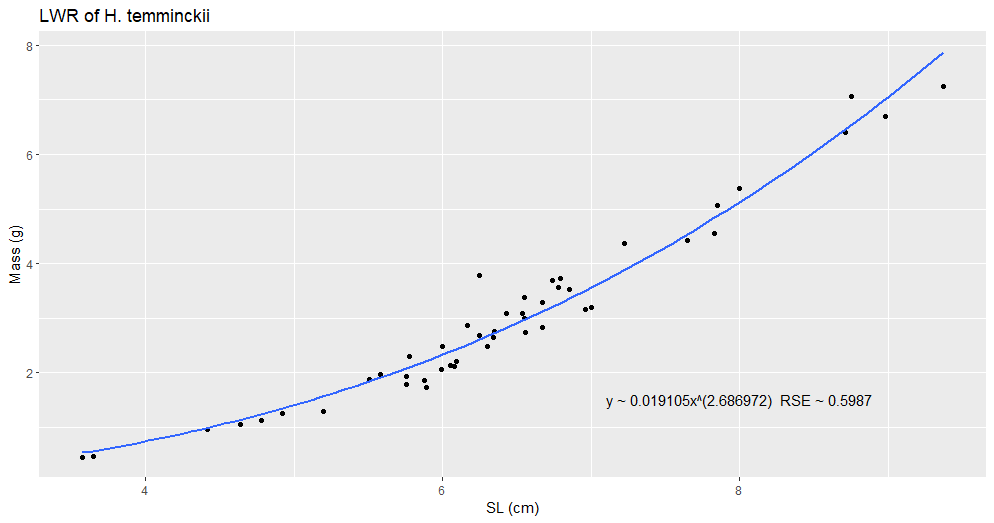 LWR of H. temminckii
8
6
4
2
Mass (g)
y ~ 0.019105x^(2.686972)  RSE ~ 0.5987
4 6 8
SL (cm)